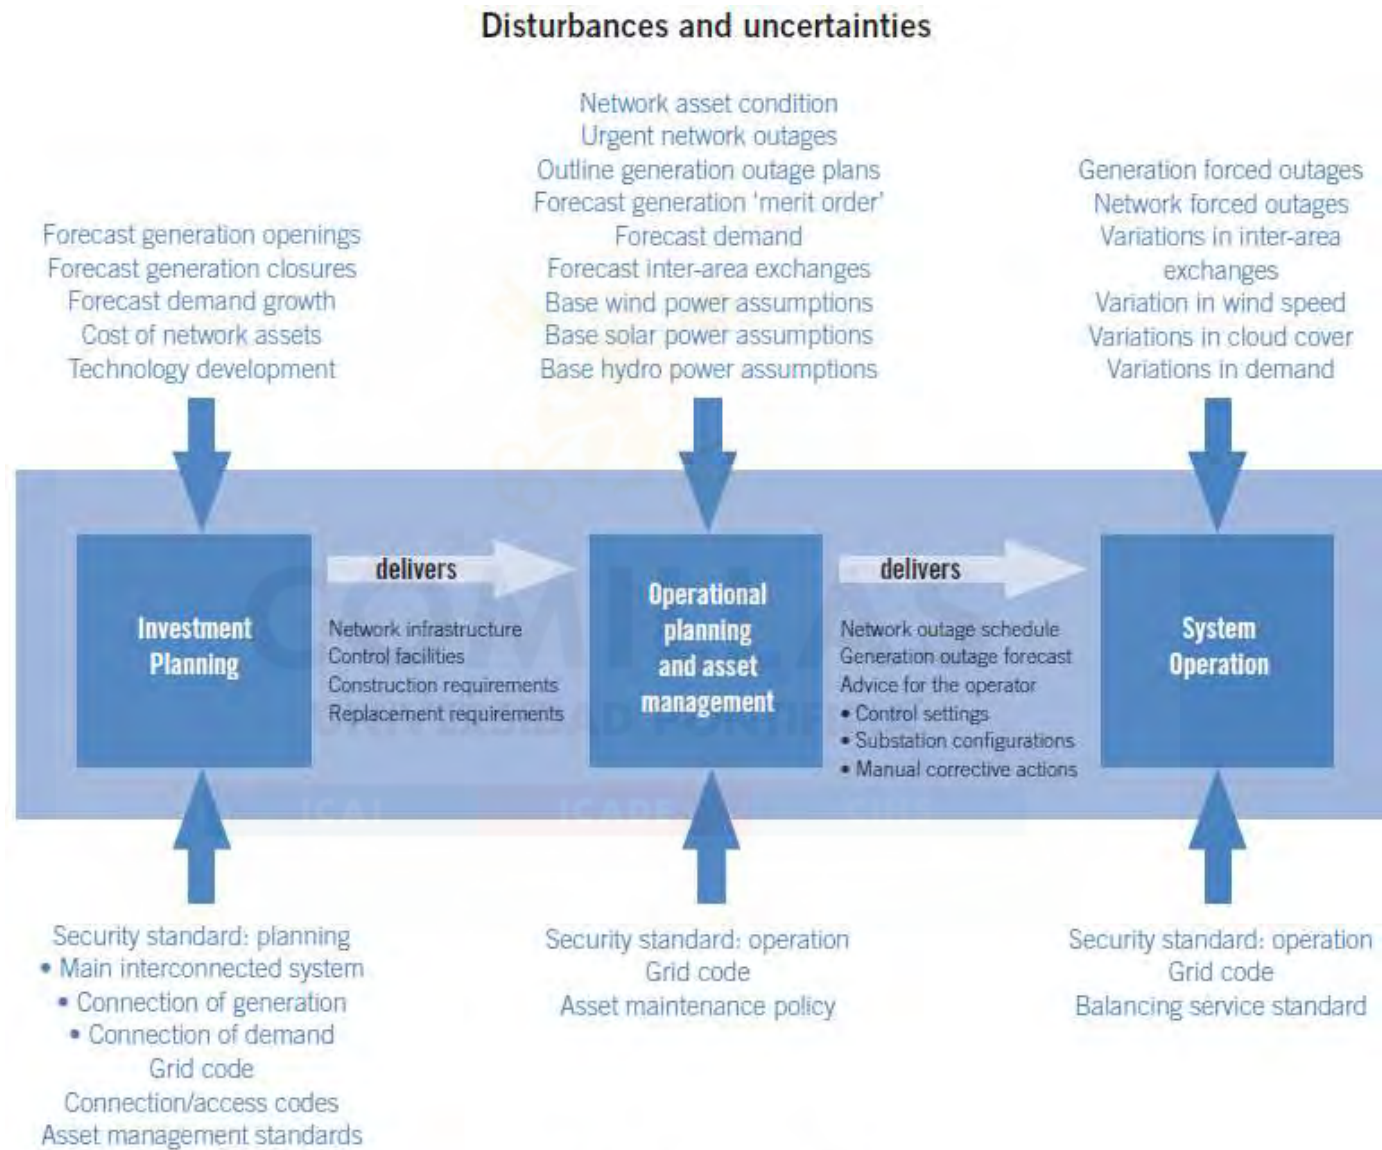 Disturbances and uncertainties
Forecast generation openings
Forecast generation closures
Forecast demand growth
Cost of network assets
Technology development
Network asset condition
Urgent network outages
Outline generation outage plans
Forecast generation ‘merit order’
Forecast demand
Forecast inter-area exchanges
Base wind power assumptions
Base solar power assumptions
Base hydro power assumptions
Generation forced outages
Network forced outages
Variations in inter-area
exchanges
Variation in wind speed
Variations in cloud cover
Variations in demand
Investment
Planning
delivers
Network infrastructure
Control facilities
Construction requirements
Replacement requirements
Operational
planning
and asset
management
delivers
Network outage schedule
Generation outage forecast
Advice for the operator
• Control settings
• Substation configurations
• Manual corrective actions
System
Operation
COMILLAS
ICAI
ICADE
CIHS
Security standard: planning
• Main interconnected system
• Connection of generation
• Connection of demand
Grid code
Connection/access codes
Asset management standards
Security standard: operation
Grid code
Asset maintenance policy
Security standard: operation
Grid code
Balancing service standard